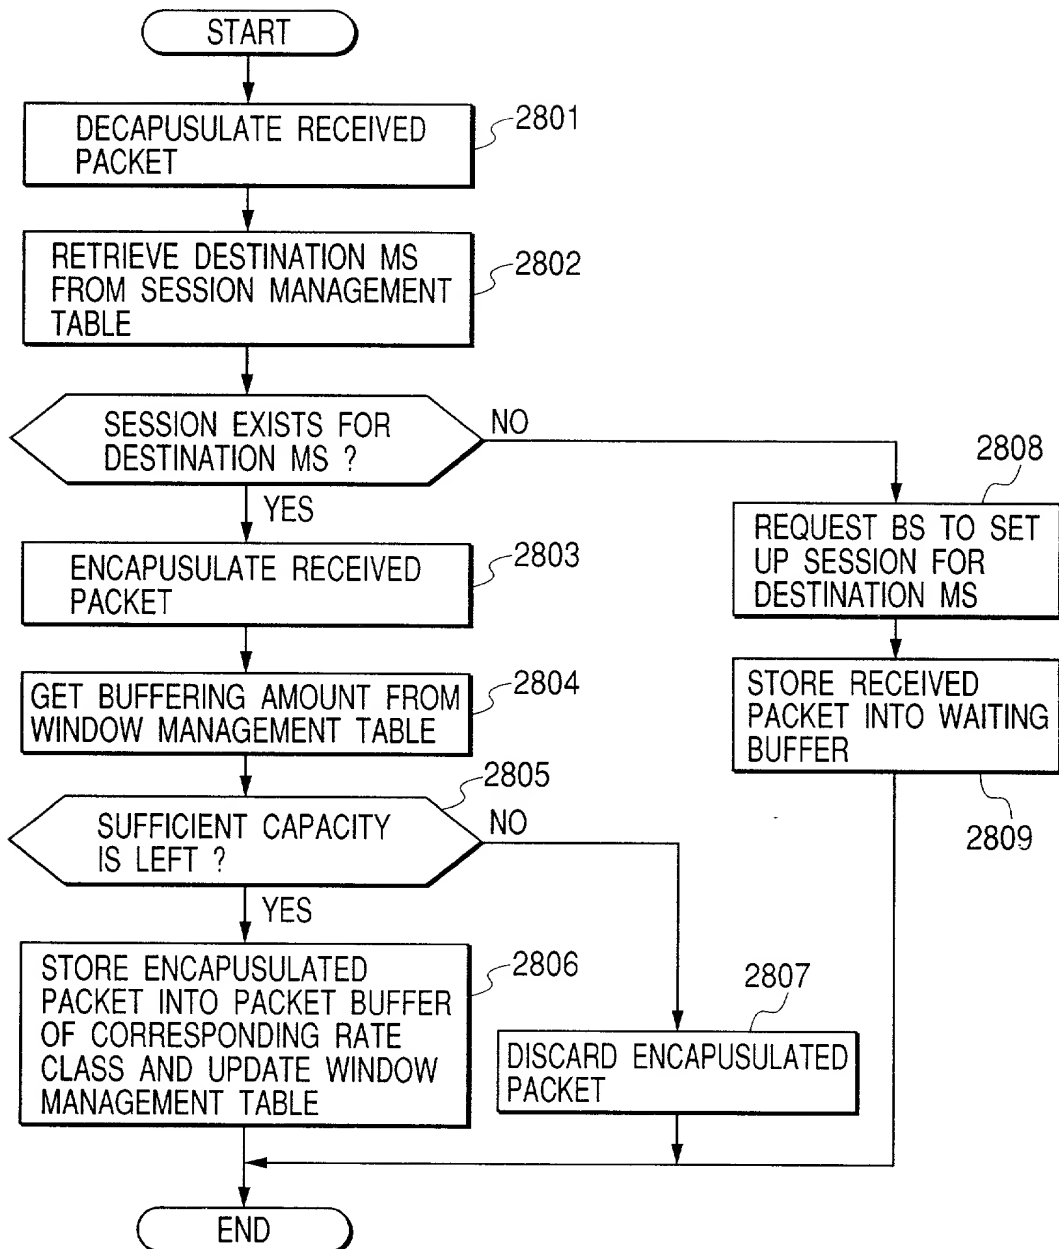 START
DECAPUSULATE RECEIVED
PACKET
2801
RETRIEVE DESTINATION MS
FROM SESSION MANAGEMENT
TABLE
2802
SESSION EXISTS FOR
DESTINATION MS ?
NO
YES
ENCAPUSULATE RECEIVED
PACKET
2803
GET BUFFERING AMOUNT FROM
WINDOW MANAGEMENT TABLE
2804
SUFFICIENT CAPACITY
IS LEFT ?
2805
NO
YES
STORE ENCAPUSULATED
PACKET INTO PACKET BUFFER
OF CORRESPONDING RATE
CLASS AND UPDATE WINDOW
MANAGEMENT TABLE
2806
DISCARD ENCAPUSULATED
PACKET
2807
REQUEST BS TO SET
UP SESSION FOR
DESTINATION MS
2808
STORE RECEIVED
PACKET INTO WAITING
BUFFER
2809
END